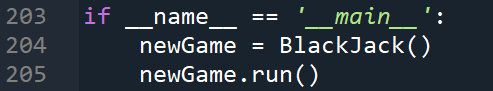 203 if __name__ == '__main__':
204     newGame = BlackJack()
205     newGame.run()